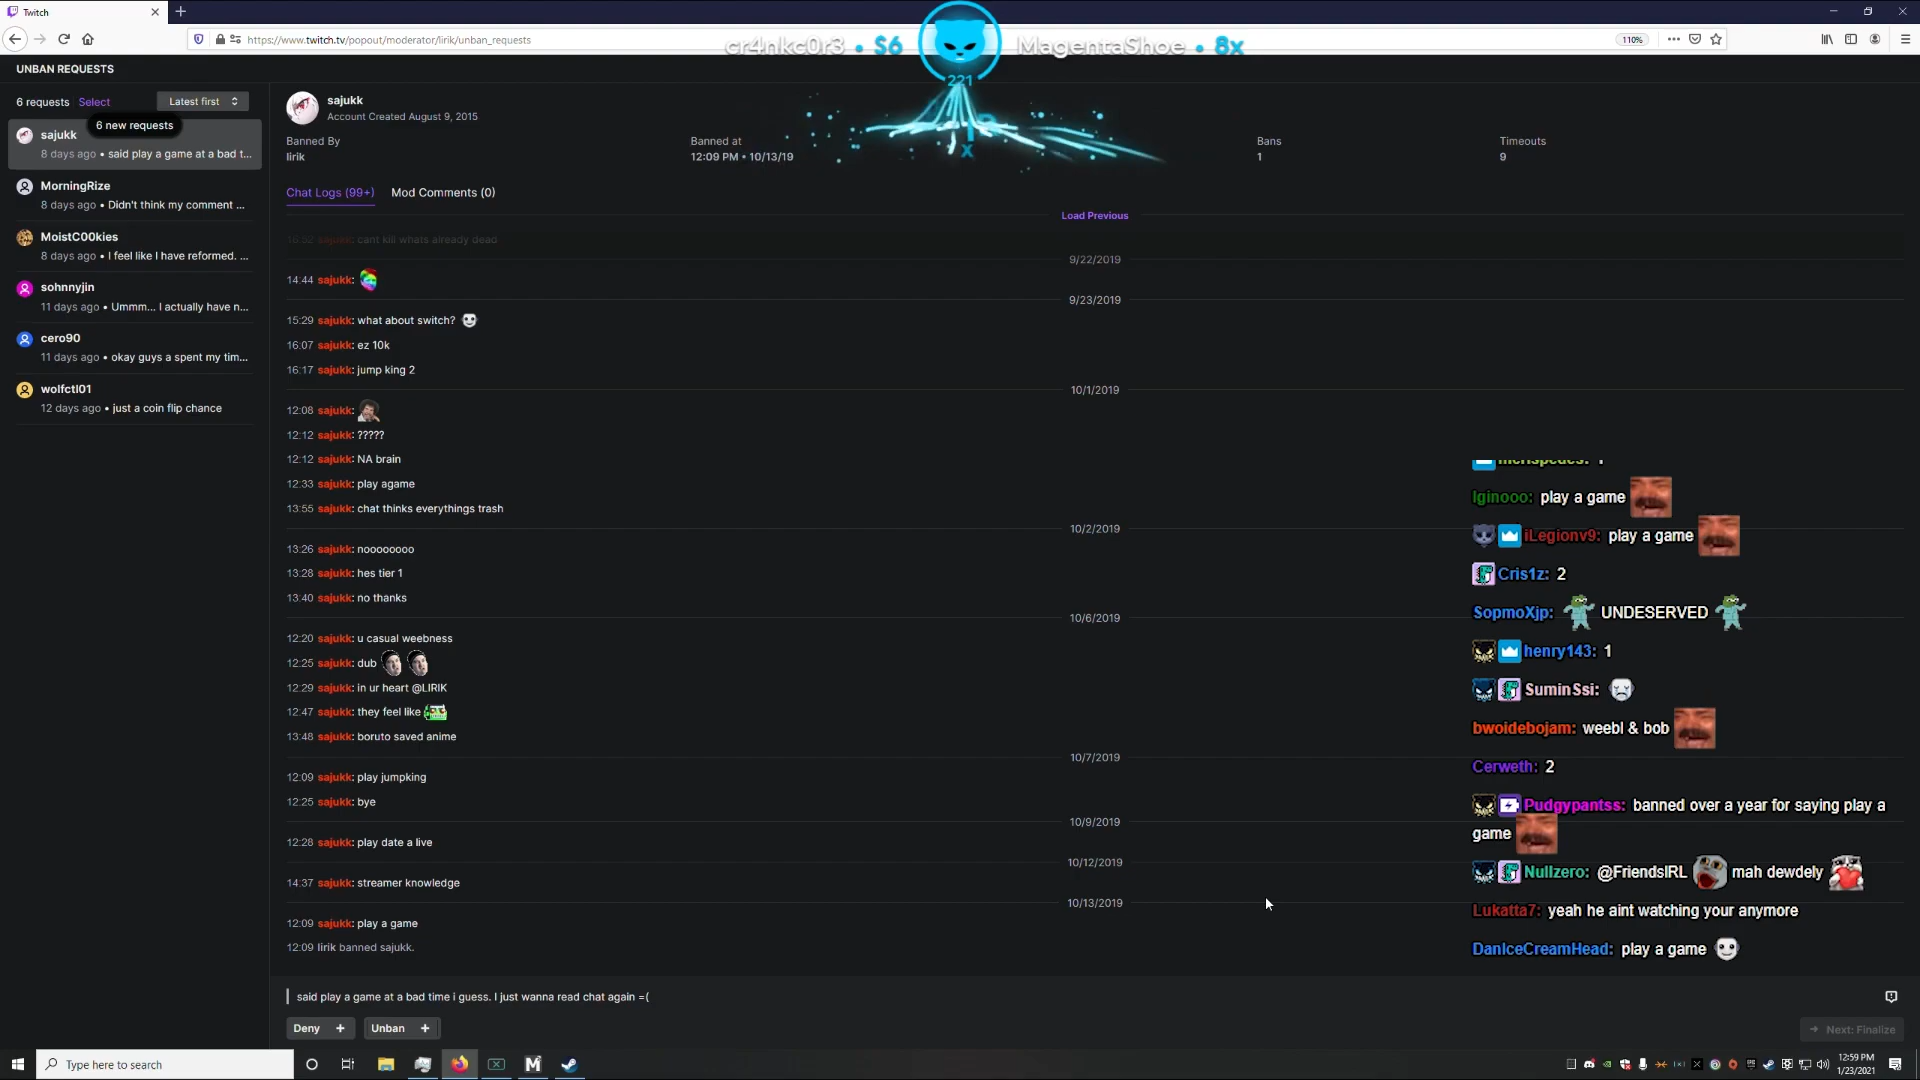 Twitch
https://www.twitch.tv/popout/moderator/lirik/unban_requests
110%
cr4nkc0r3 • S6
MagentaShoe • 8x
221
UNBAN REQUESTS
6 requests Select
Latest first
6 new requests
sajukk
8 days ago • said play a game at a bad t...
MorningRize
8 days ago • Didn't think my comment ...
MoistC00kies
8 days ago • I feel like I have reformed. ...
sohnnyjin
11 days ago • Ummm... I actually have n...
cero90
11 days ago • okay guys a spent my tim...
wolfctl01
12 days ago • just a coin flip chance
sajukk
Account Created August 9, 2015
Banned By
lirik
Banned at
12:09 PM • 10/13/19
Bans
1
Timeouts
9
Chat Logs (99+)
Mod Comments (0)
Load Previous
16:52 sajukk: cant kill whats already dead
9/22/2019
14:44 sajukk:
9/23/2019
15:29 sajukk: what about switch?
16:07 sajukk: ez 10k
16:17 sajukk: jump king 2
10/1/2019
12:08 sajukk:
12:12 sajukk: ?????
12:12 sajukk: NA brain
12:33 sajukk: play agame
13:55 sajukk: chat thinks everythings trash
10/2/2019
13:26 sajukk: noooooooo
13:28 sajukk: hes tier 1
13:40 sajukk: no thanks
10/6/2019
12:20 sajukk: u casual weebness
12:25 sajukk: dub
12:29 sajukk: in ur heart @LIRIK
12:47 sajukk: they feel like
13:48 sajukk: boruto saved anime
10/7/2019
12:09 sajukk: play jumpking
12:25 sajukk: bye
10/9/2019
12:28 sajukk: play date a live
10/12/2019
14:37 sajukk: streamer knowledge
10/13/2019
12:09 sajukk: play a game
12:09 lirik banned sajukk.
said play a game at a bad time i guess. I just wanna read chat again =(
Deny +
Unban +
Next: Finalize
Iginooo: play a game
iLegionv9: play a game
Cris1z: 2
SopmoXjp: UNDESERVED
henry143: 1
SuminSsi:
bwoidebojam: weebl & bob
Cerweth: 2
Pudgypantss: banned over a year for saying play a
game
Nullzero: @FriendsIRL mah dewdely
Lukatta7: yeah he aint watching your anymore
DanIceCreamHead: play a game
Type here to search
12:59 PM
1/23/2021